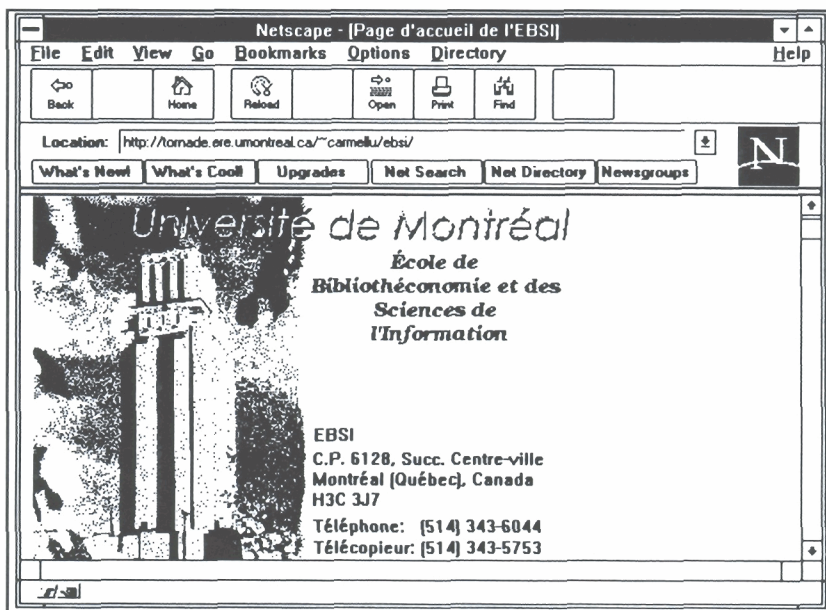 Netscape - [Page d'accueil de l'EBSI]
File Edit View Go Bookmarks Options Directory Help
Back Home Reload Open Print Find
Location: http://tornade.ere.umontreal.ca/~carmellu/ebsi/
What's New! What's Cool! Upgrades Net Search Net Directory Newsgroups
N
Université de Montréal
École de
Bibliothéconomie et des
Sciences de
l'Information
EBSI
C.P. 6128, Succ. Centre-ville
Montréal (Québec), Canada
H3C 3J7
Téléphone: (514) 343-6044
Télécopieur: (514) 343-5753